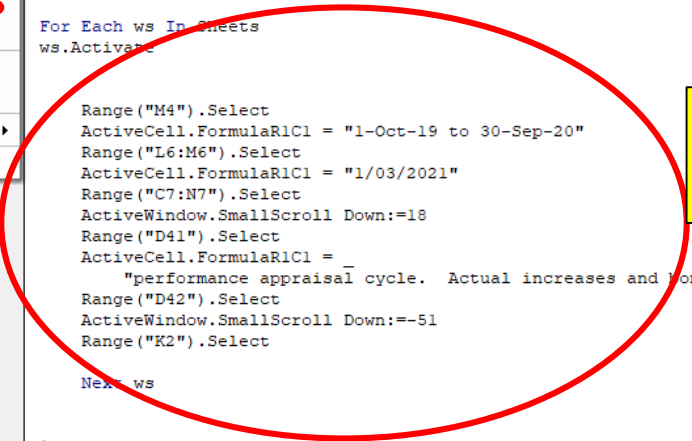 For Each ws In Sheets
ws.Activate
Range("M4").Select
ActiveCell.FormulaR1C1 = "1-Oct-19 to 30-Sep-20"
Range("L6:M6").Select
ActiveCell.FormulaR1C1 = "1/03/2021"
Range("C7:N7").Select
ActiveWindow.SmallScroll Down:=18
Range("D41").Select
ActiveCell.FormulaR1C1 = _
"performance appraisal cycle.  Actual increases and
Range("D42").Select
ActiveWindow.SmallScroll Down:=-51
Range("K2").Select
Next ws